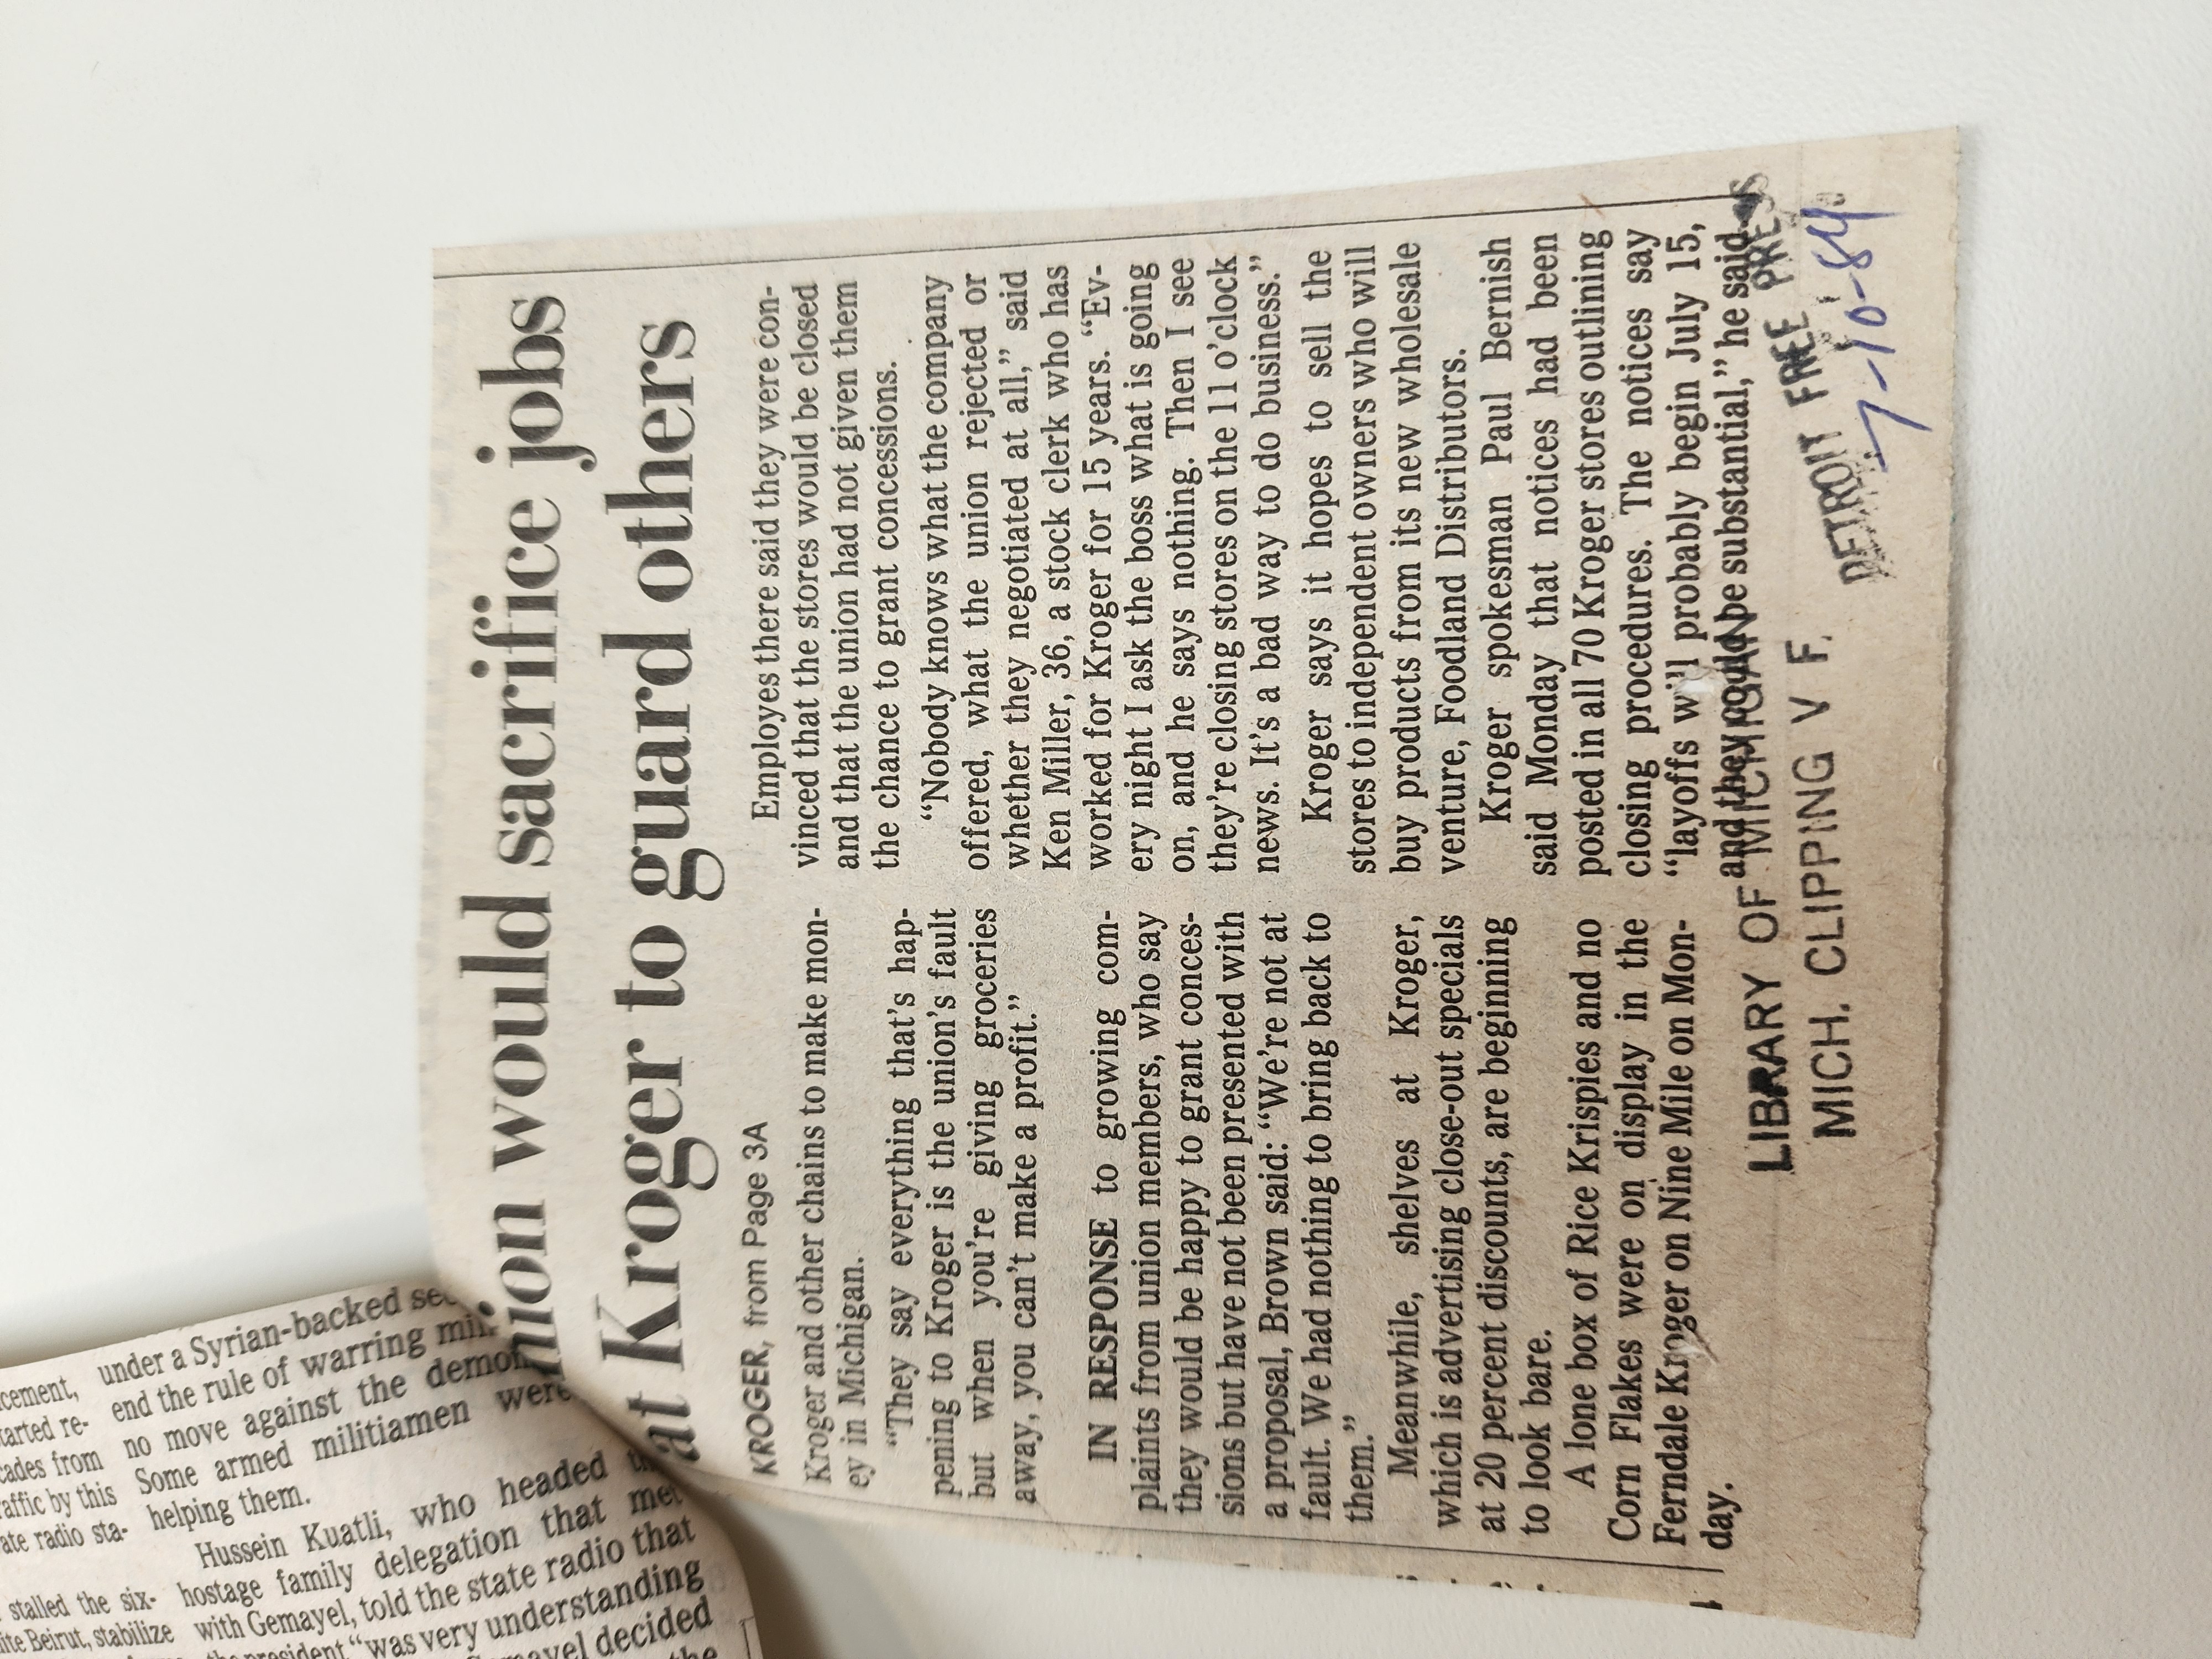 nion would sacrifice jobs
at Kroger to guard others
KROGER, from Page 3A
Kroger and other chains to make mon-
ey in Michigan.
“They say everything that’s hap-
pening to Kroger is the union’s fault
but when you’re giving groceries
away, you can’t make a profit.”
IN RESPONSE to growing com-
plaints from union members, who say
they would be happy to grant conces-
sions but have not been presented with
a proposal, Brown said: “We’re not at
fault. We had nothing to bring back to
them.”
Meanwhile, shelves at Kroger,
which is advertising close-out specials
at 20 percent discounts, are beginning
to look bare.
A lone box of Rice Krispies and no
Corn Flakes were on display in the
Ferndale Kroger on Nine Mile on Mon-
day.
Employes there said they were con-
vinced that the stores would be closed
and that the union had not given them
the chance to grant concessions.
“Nobody knows what the company
offered, what the union rejected or
whether they negotiated at all,” said
Ken Miller, 36, a stock clerk who has
worked for Kroger for 15 years. “Ev-
ery night I ask the boss what is going
on, and he says nothing. Then I see
they’re closing stores on the 11 o’clock
news. It’s a bad way to do business.”
Kroger says it hopes to sell the
stores to independent owners who will
buy products from its new wholesale
venture, Foodland Distributors.
Kroger spokesman Paul Bernish
said Monday that notices had been
posted in all 70 Kroger stores outlining
closing procedures. The notices say
“layoffs will probably begin July 15,
and they could be substantial,” he said.
LIBRARY OF MICHIGAN
MICH. CLIPPING V F.
DETROIT FREE PRESS
7-10-84
cement,
tarted re-
cades from
affic by this
ate radio sta-
stalled the six-
ite Beirut, stabilize
president
under a Syrian-backed
end the rule of warring
no move against the
Some armed militiamen were
helping them.
Hussein Kuatli, who headed
hostage family delegation that met
with Gemayel, told the state radio that
“was very understanding
decided
the